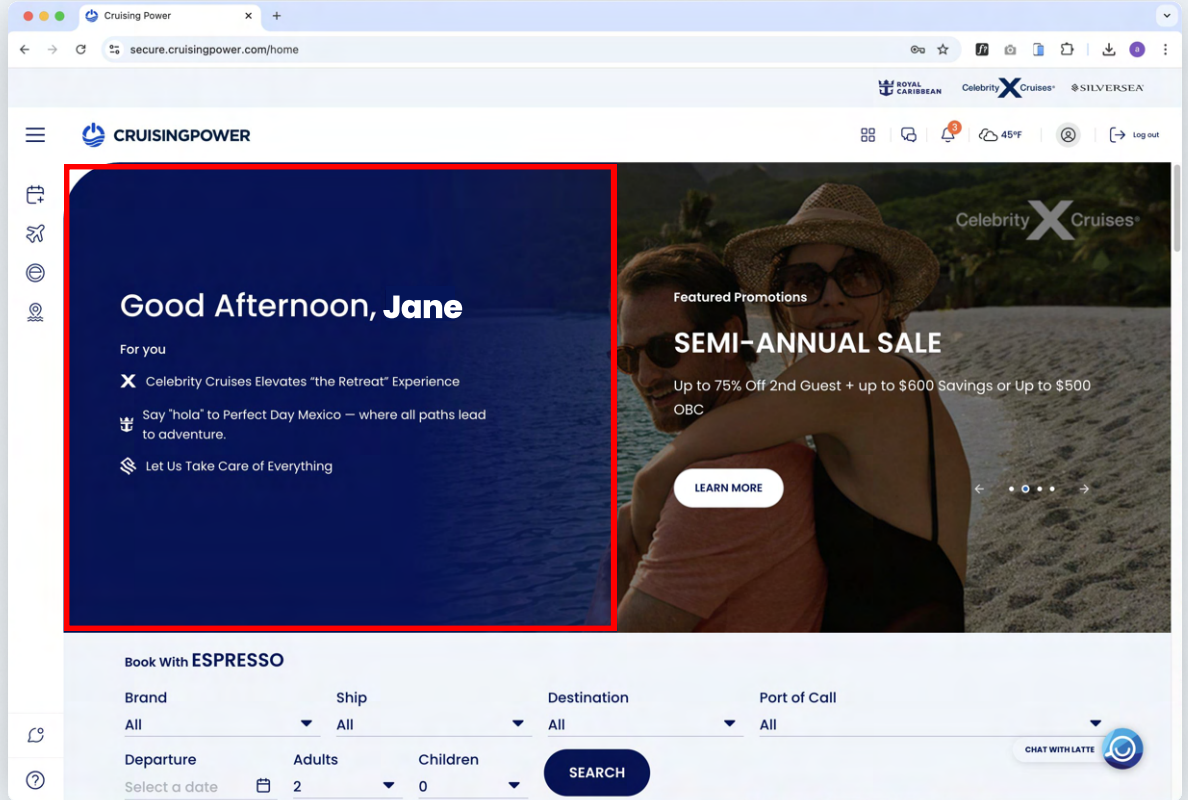 Cruising Power
secure.cruisingpower.com/home
a
ROYAL
CARIBBEAN
Celebrity X Cruises®
SILVERSEA
CRUISINGPOWER
3
45°F
Log out
Celebrity X Cruises®
Good Afternoon, Jane
For you
Celebrity Cruises Elevates “the Retreat” Experience
Say "hola" to Perfect Day Mexico — where all paths lead
to adventure.
Let Us Take Care of Everything
Featured Promotions
SEMI-ANNUAL SALE
Up to 75% Off 2nd Guest + up to $600 Savings or Up to $500
OBC
LEARN MORE
Book With ESPRESSO
Brand
Ship
Destination
Port of Call
All
All
All
All
CHAT WITH LATTE
Departure
Adults
Children
Select a date
2
0
SEARCH